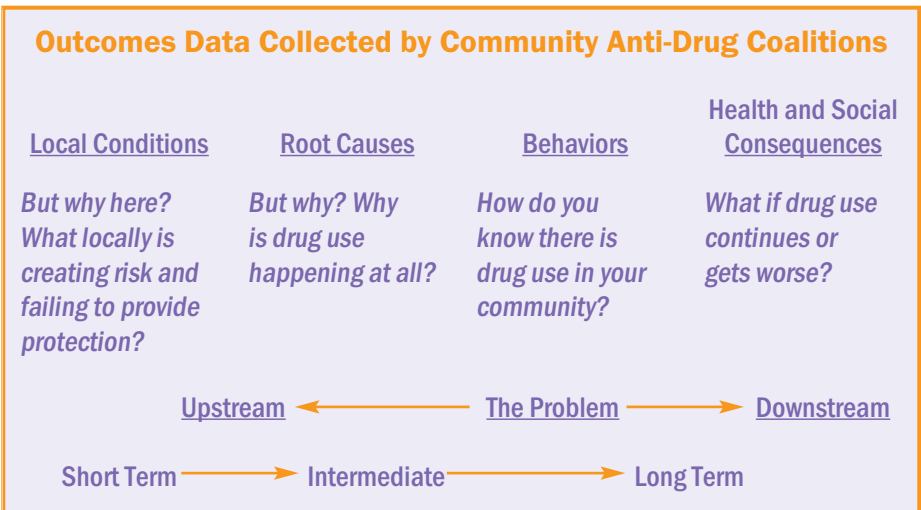 Outcomes Data Collected by Community Anti-Drug Coalitions
Local Conditions
But why here?
What locally is
creating risk and
failing to provide
protection?
Root Causes
But why? Why
is drug use
happening at all?
Behaviors
How do you
know there is
drug use in your
community?
Health and Social
Consequences
What if drug use
continues or
gets worse?
Upstream The Problem Downstream
Short Term Intermediate Long Term